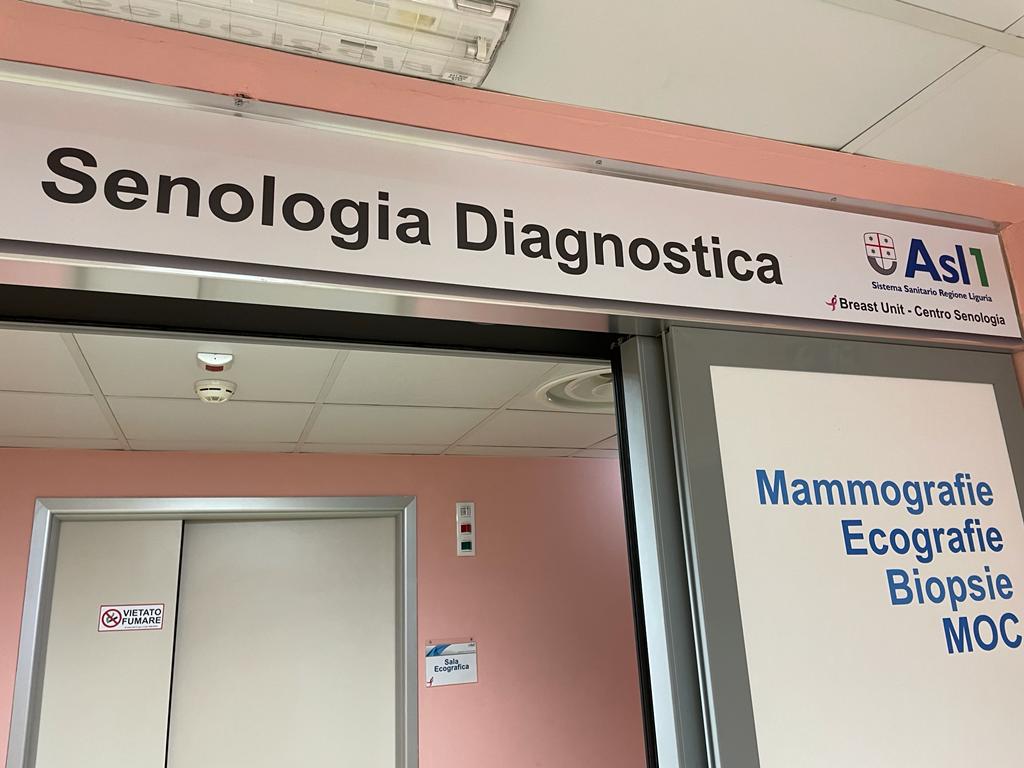 Senologia Diagnostica
Asl1
Sistema Sanitario Regione Liguria
Breast Unit - Centro Senologia
Mammografie
Ecografie
Biopsie
MOC
VIETATO
FUMARE
Sala
Ecografica